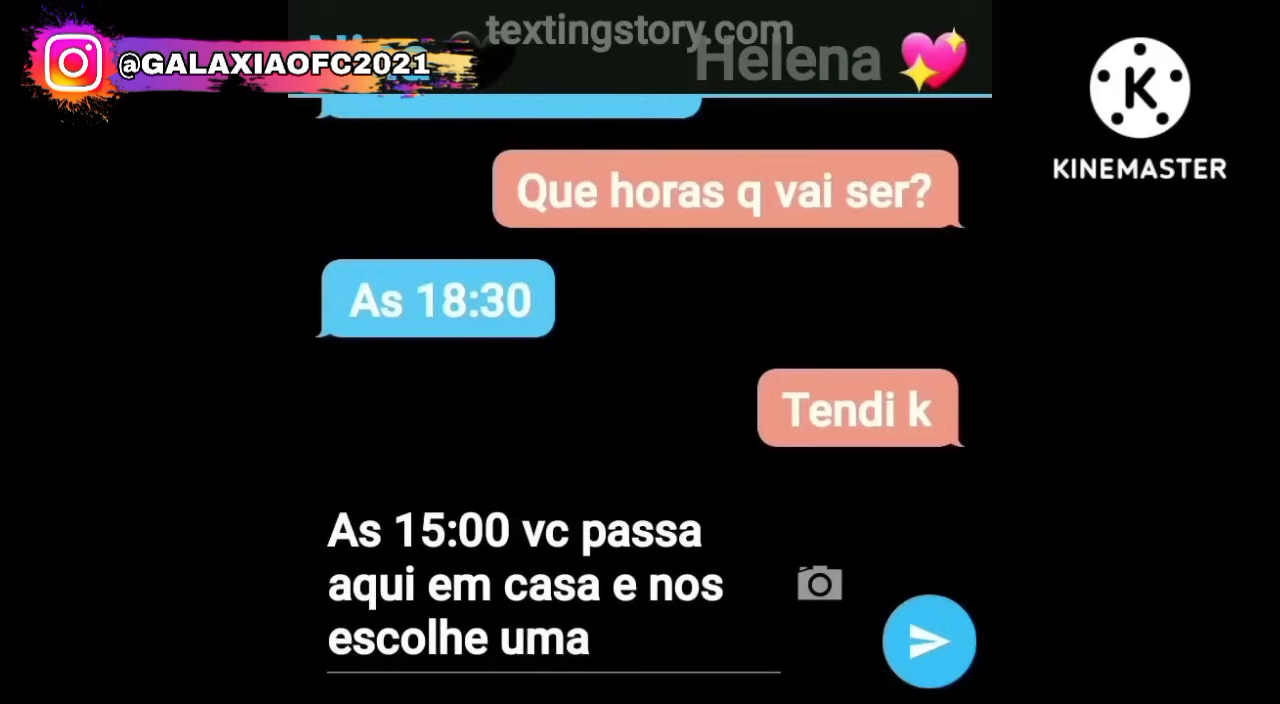 textingstory.com
@GALAXIAOFC2021
Helena
KINEMASTER
Que horas q vai ser?
As 18:30
Tendi k
As 15:00 vc passa
aqui em casa e nos
escolhe uma